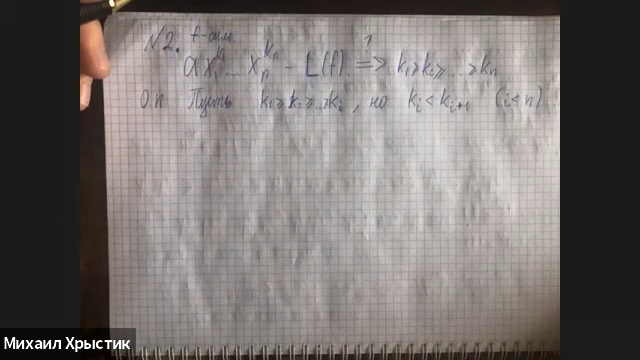 №2. f-сим
αx₁^k₁ ... xₙ^kₙ - L(f). ⇒ k₁⩾k₂⩾...⩾kₙ
О.п Пусть k₁⩾k₂⩾...⩾kᵢ, но kᵢ<kᵢ₊₁ (i<n)
Михаил Хрыстик